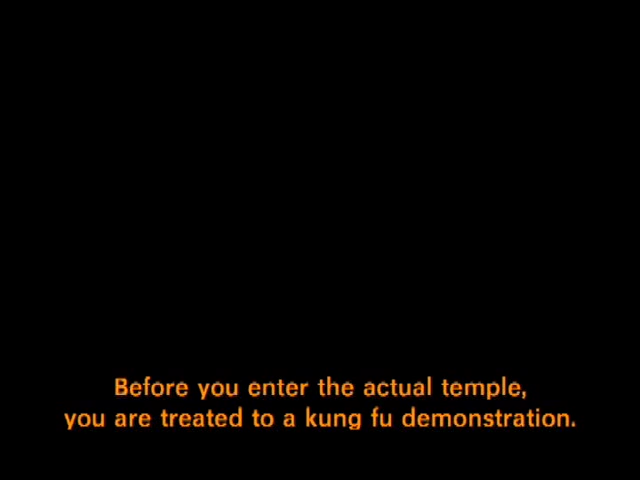 Before you enter the actual temple,
you are treated to a kung fu demonstration.